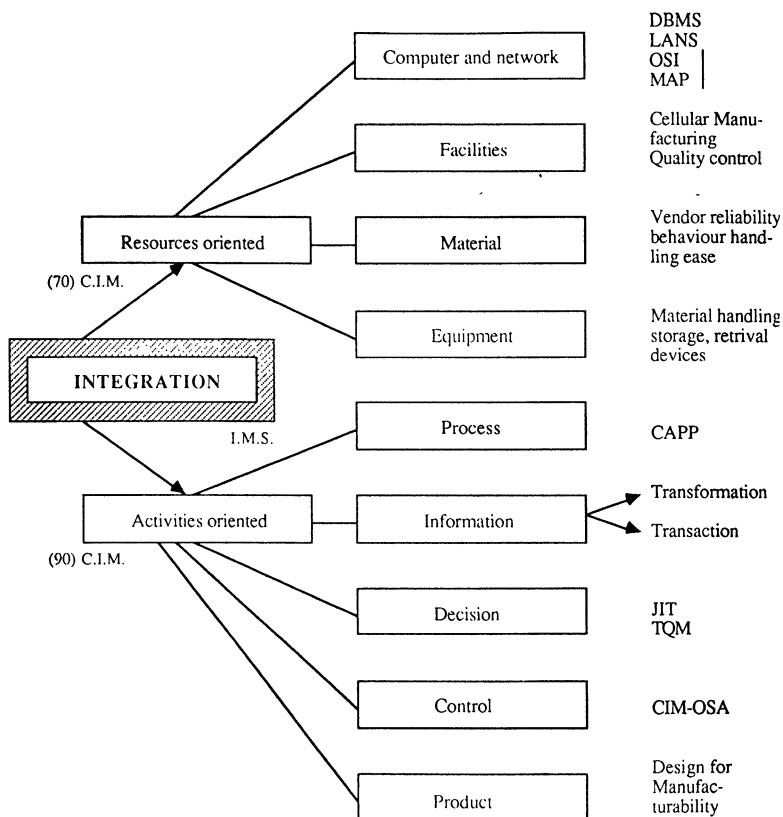 DBMS
LANS
Computer and network
OSI
MAP
Cellular Manu-
facturing
Facilities
Quality control
Vendor reliability
Resources oriented
Material
behaviour hand-
ling ease
(70) C.I.M.
Material handling
Equipment
storage, retrival
devices
INTEGRATION
I.M.S.
Process
CAPP
Transformation
Activities oriented
Information
Transaction
(90) C.I.M.
Decision
JIT
TQM
Control
CIM-OSA
Design for
Manufac-
Product
turability